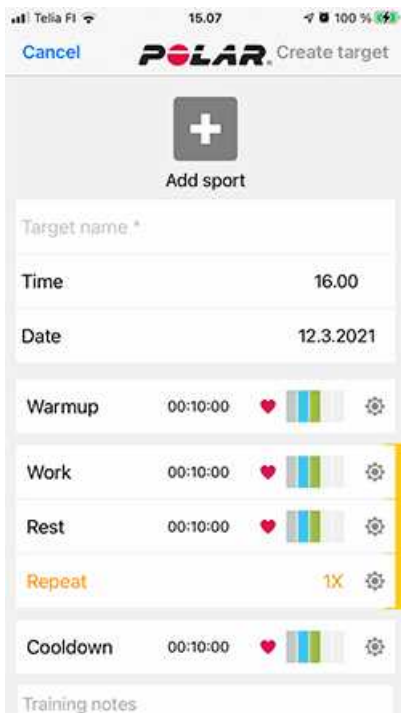 Telia FI 15.07 100 %
Cancel POLAR. Create target
Add sport
Target name *
Time 16.00
Date 12.3.2021
Warmup 00:10:00
Work 00:10:00
Rest 00:10:00
Repeat 1X
Cooldown 00:10:00
Training notes